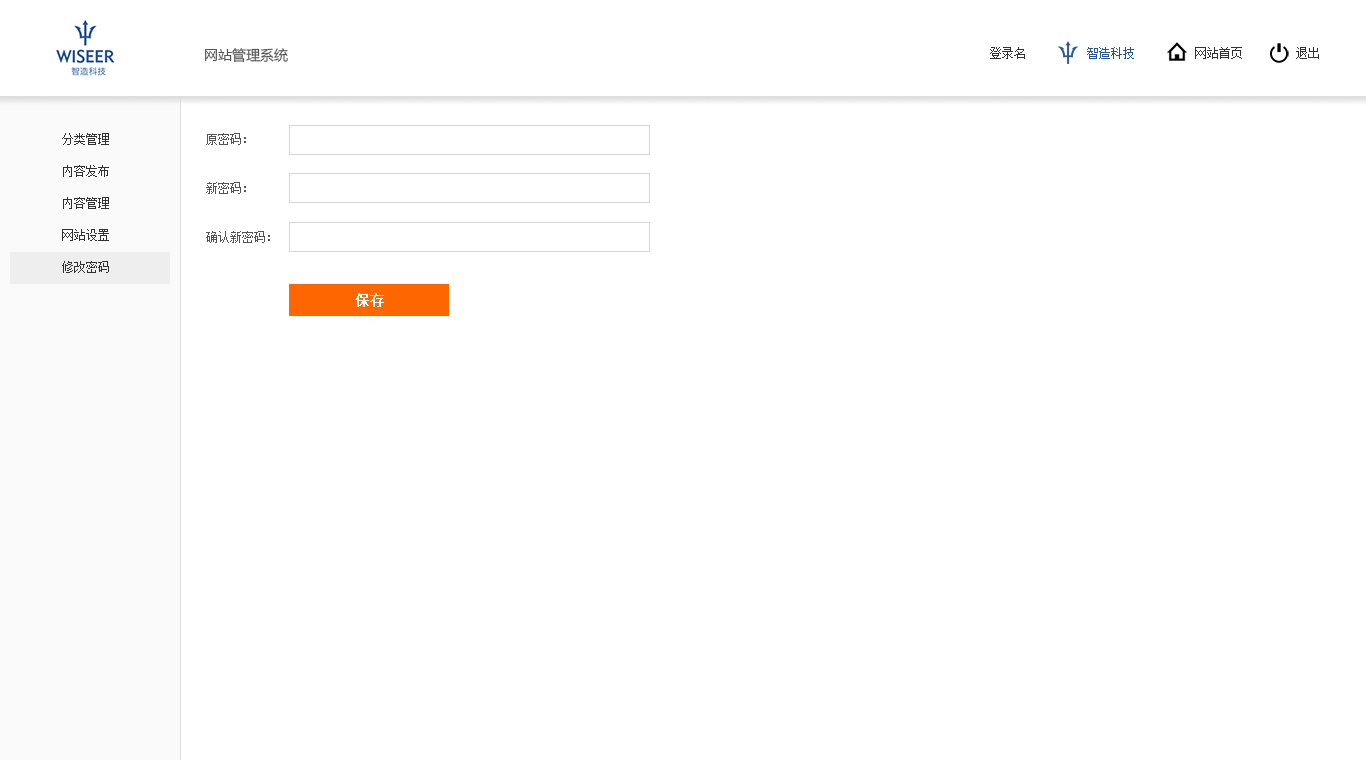 WISEER
智造科技
网站管理系统
登录名
智造科技
网站首页
退出
分类管理
内容发布
内容管理
网站设置
修改密码
原密码：
新密码：
确认新密码：
保存